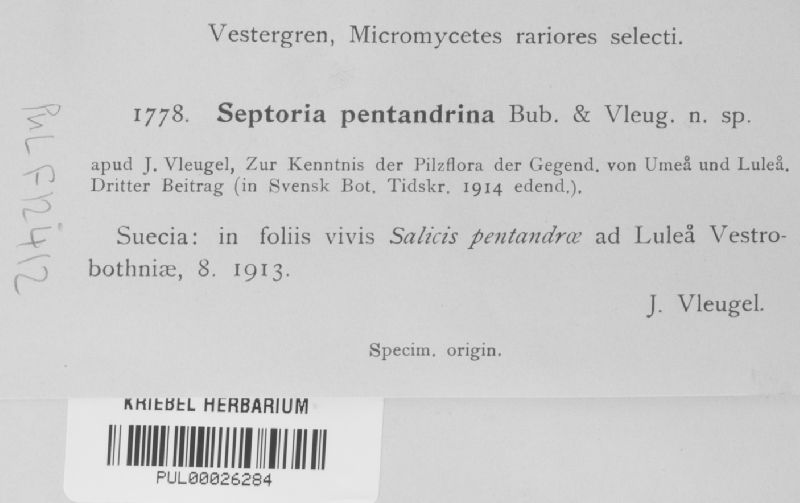 Vestergren, Micromycetes rariores selecti.
1778. Septoria pentandrina Bub. & Vleug. n. sp.
apud J. Vleugel, Zur Kenntnis der Pilzflora der Gegend. von Umeå und Luleå.
Dritter Beitrag (in Svensk Bot. Tidskr. 1914 edend.).
Suecia: in foliis vivis Salicis pentandræ ad Luleå Vestro-
bothniæ, 8. 1913.
J. Vleugel.
Specim. origin.
PUL F12412
KRIEBEL HERBARIUM
PUL00026284